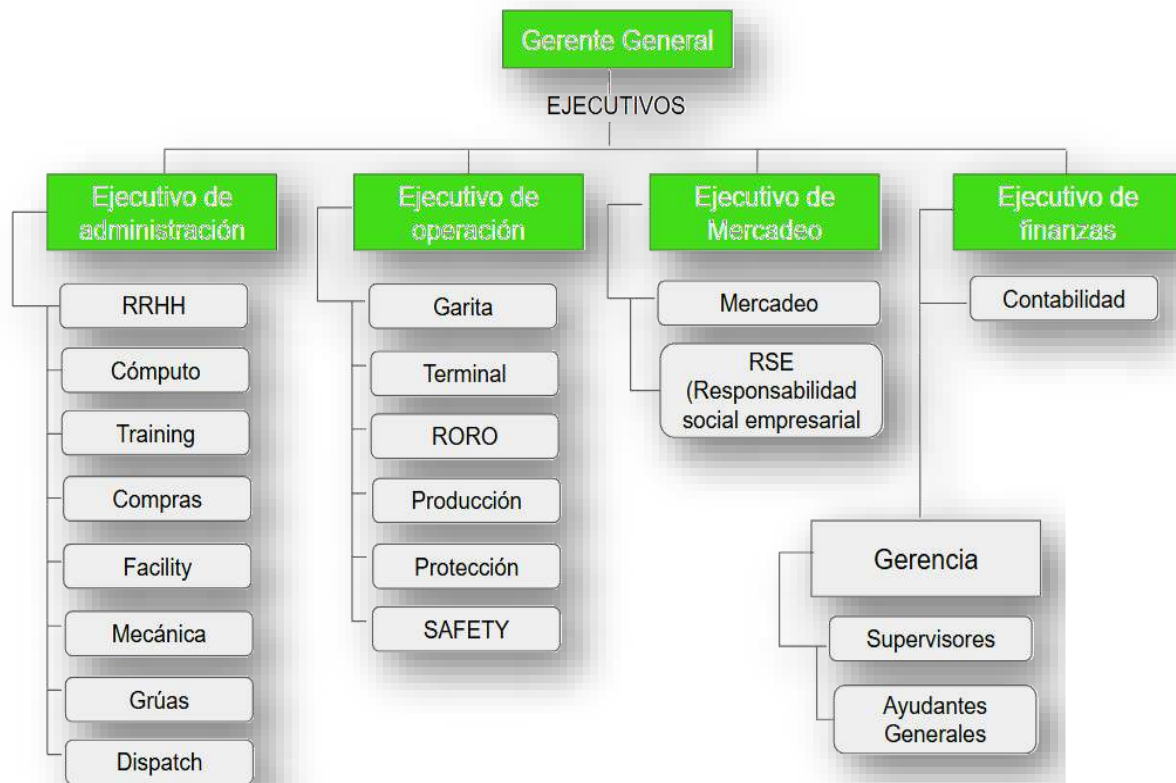 Gerente General
EJECUTIVOS
Ejecutivo de
administración
RRHH
Cómputo
Training
Compras
Facility
Mecánica
Grúas
Dispatch
Ejecutivo de
operación
Garita
Terminal
RORO
Producción
Protección
SAFETY
Ejecutivo de
Mercadeo
Mercadeo
RSE
(Responsabilidad
social empresarial
Ejecutivo de
finanzas
Contabilidad
Gerencia
Supervisores
Ayudantes
Generales